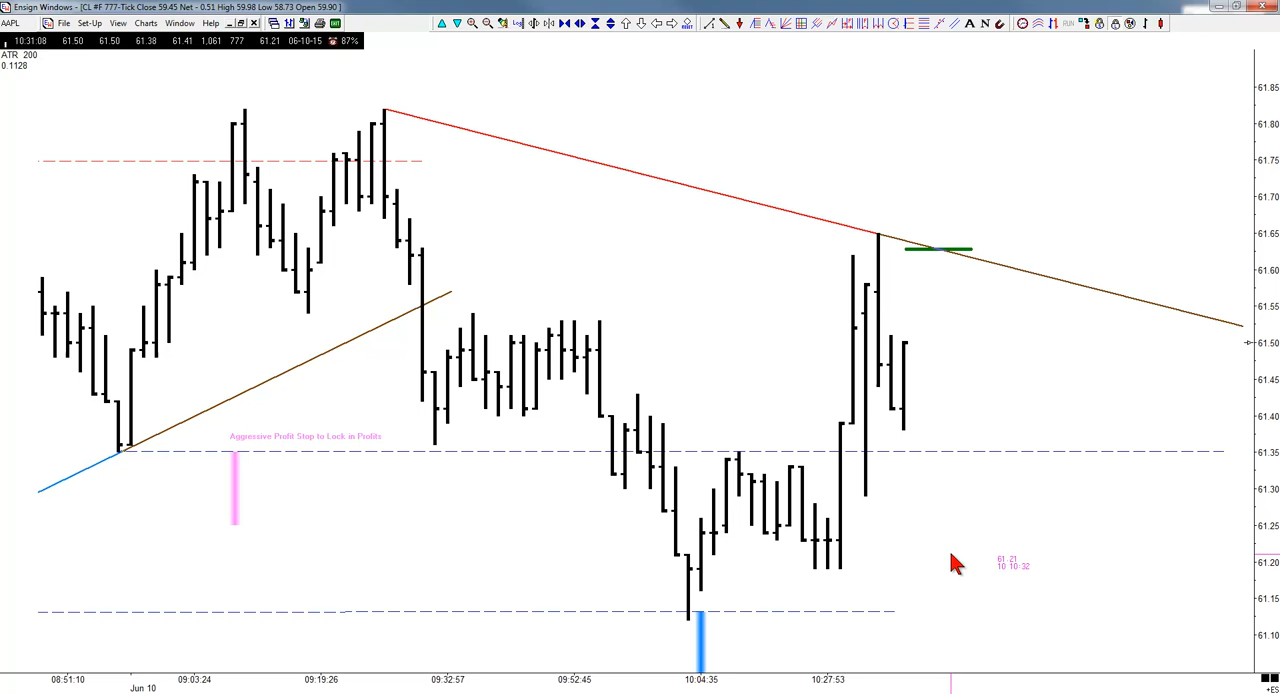 Ensign Windows - [CL #F 777-Tick Close 59.45 Net - 0.51 High 59.98 Low 58.73 Open 59.90 ]
AAPL File Set-Up View Charts Window Help
10:31:08 61.50 61.50 61.38 61.41 1,061 777 61.21 06-10-15 87%
ATR 200
0.1128
61.85
61.80
61.75
61.70
61.65
61.60
61.55
61.50
61.45
61.40
Aggressive Profit Stop to Lock in Profits
61.35
61.30
61.25
61.20
61.21
10 10:32
61.15
61.10
08:51:10 09:03:24 09:19:26 09:32:57 09:52:45 10:04:35 10:27:53
Jun 10